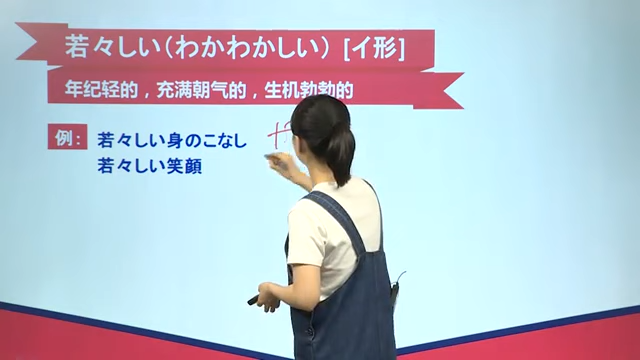 若々しい（わかわかしい）[イ形]
年纪轻的，充满朝气的，生机勃勃的
例：
若々しい身のこなし
若々しい笑顔